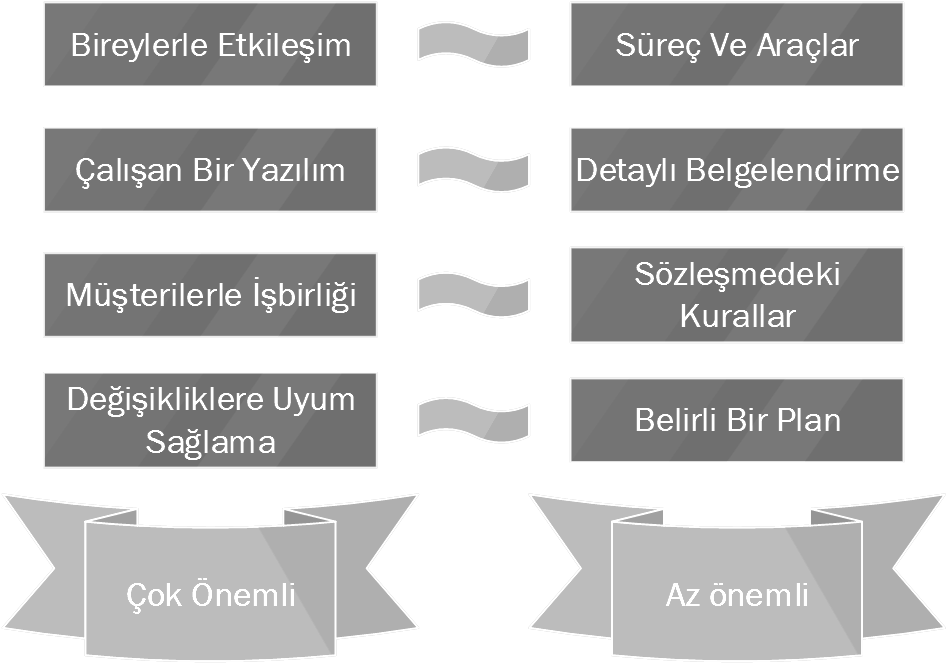 Bireylerle Etkileşim
Süreç Ve Araçlar
Çalışan Bir Yazılım
Detaylı Belgelendirme
Müşterilerle İşbirliği
Sözleşmedeki
Kurallar
Değişikliklere Uyum
Sağlama
Belirli Bir Plan
Çok Önemli
Az önemli